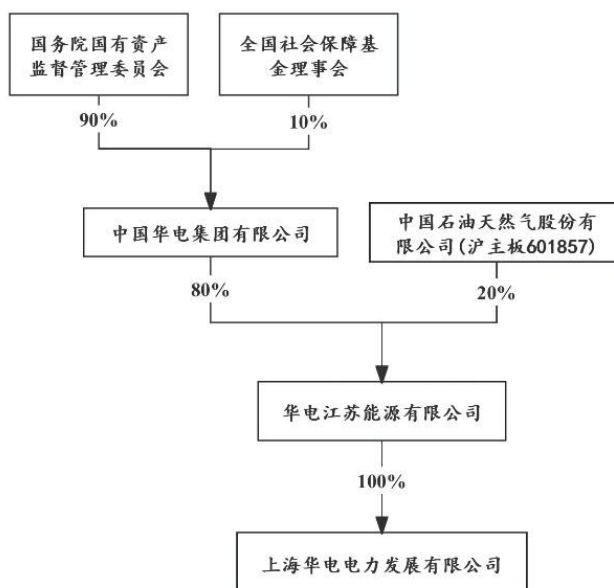 国务院国有资产
监督管理委员会
全国社会保障基
金理事会
90%
10%
中国华电集团有限公司
中国石油天然气股份有
限公司(沪主板601857)
80%
20%
华电江苏能源有限公司
100%
上海华电电力发展有限公司